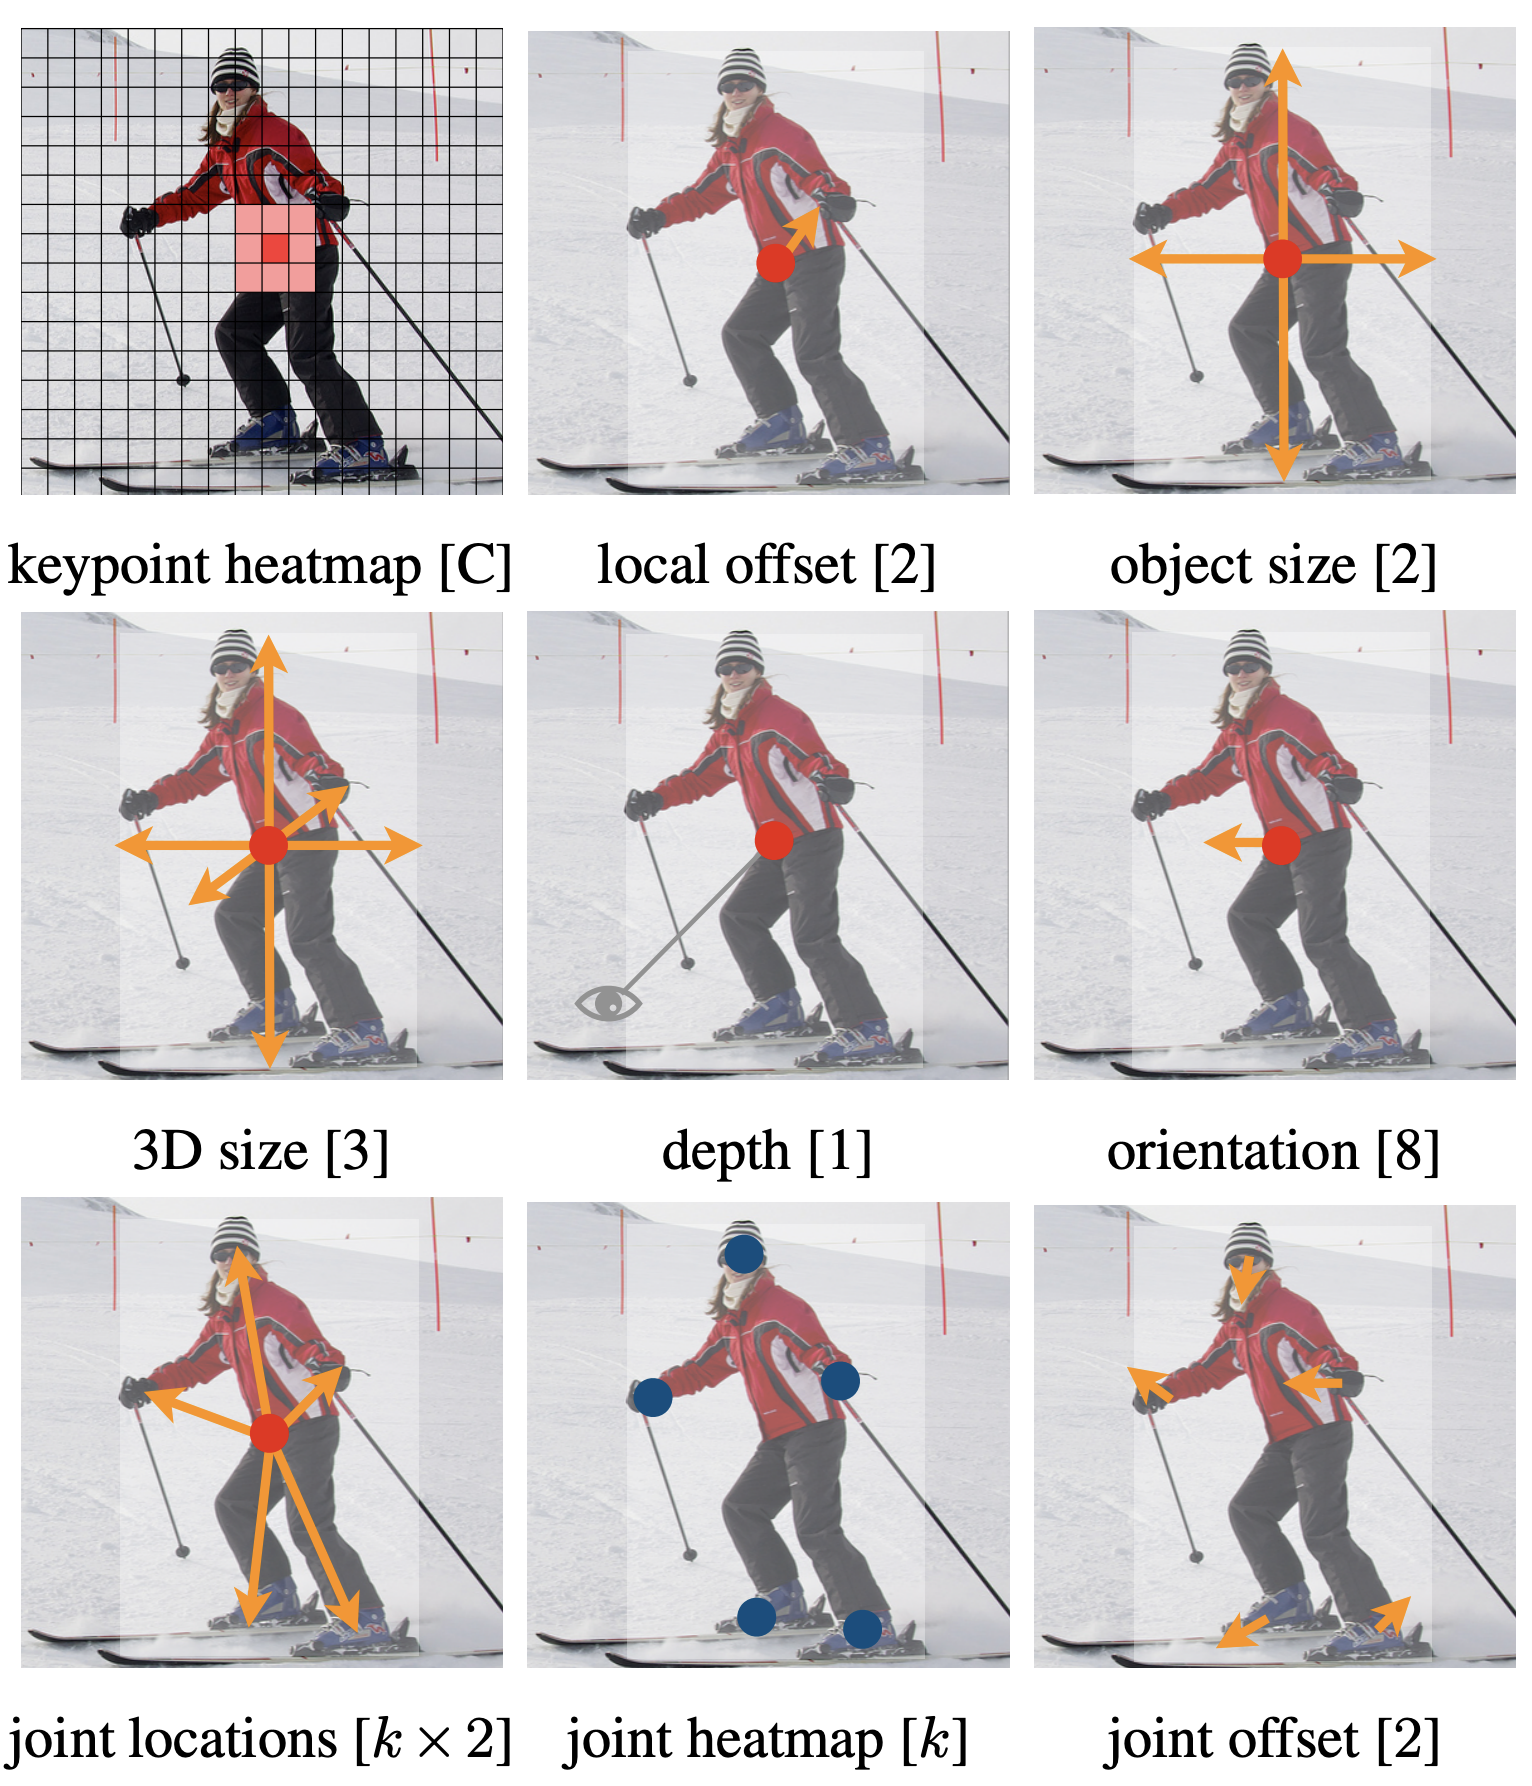 keypoint heatmap [C] local offset [2] object size [2]
3D size [3] depth [1] orientation [8]
joint locations [k × 2] joint heatmap [k] joint offset [2]